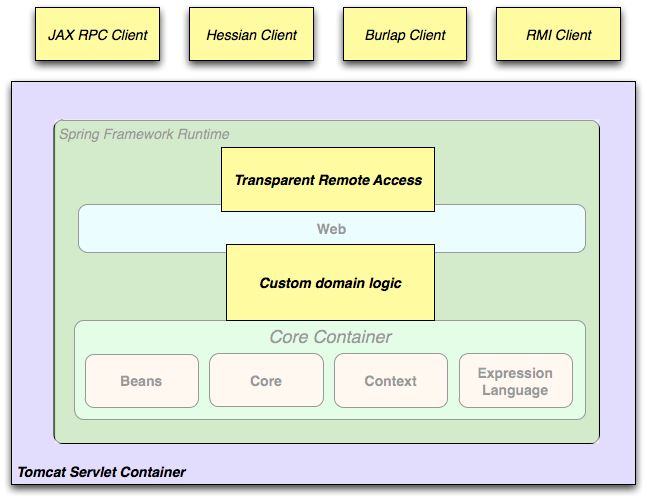 JAX RPC Client
Hessian Client
Burlap Client
RMI Client
Spring Framework Runtime
Transparent Remote Access
Web
Custom domain logic
Core Container
Beans
Core
Context
Expression
Language
Tomcat Servlet Container